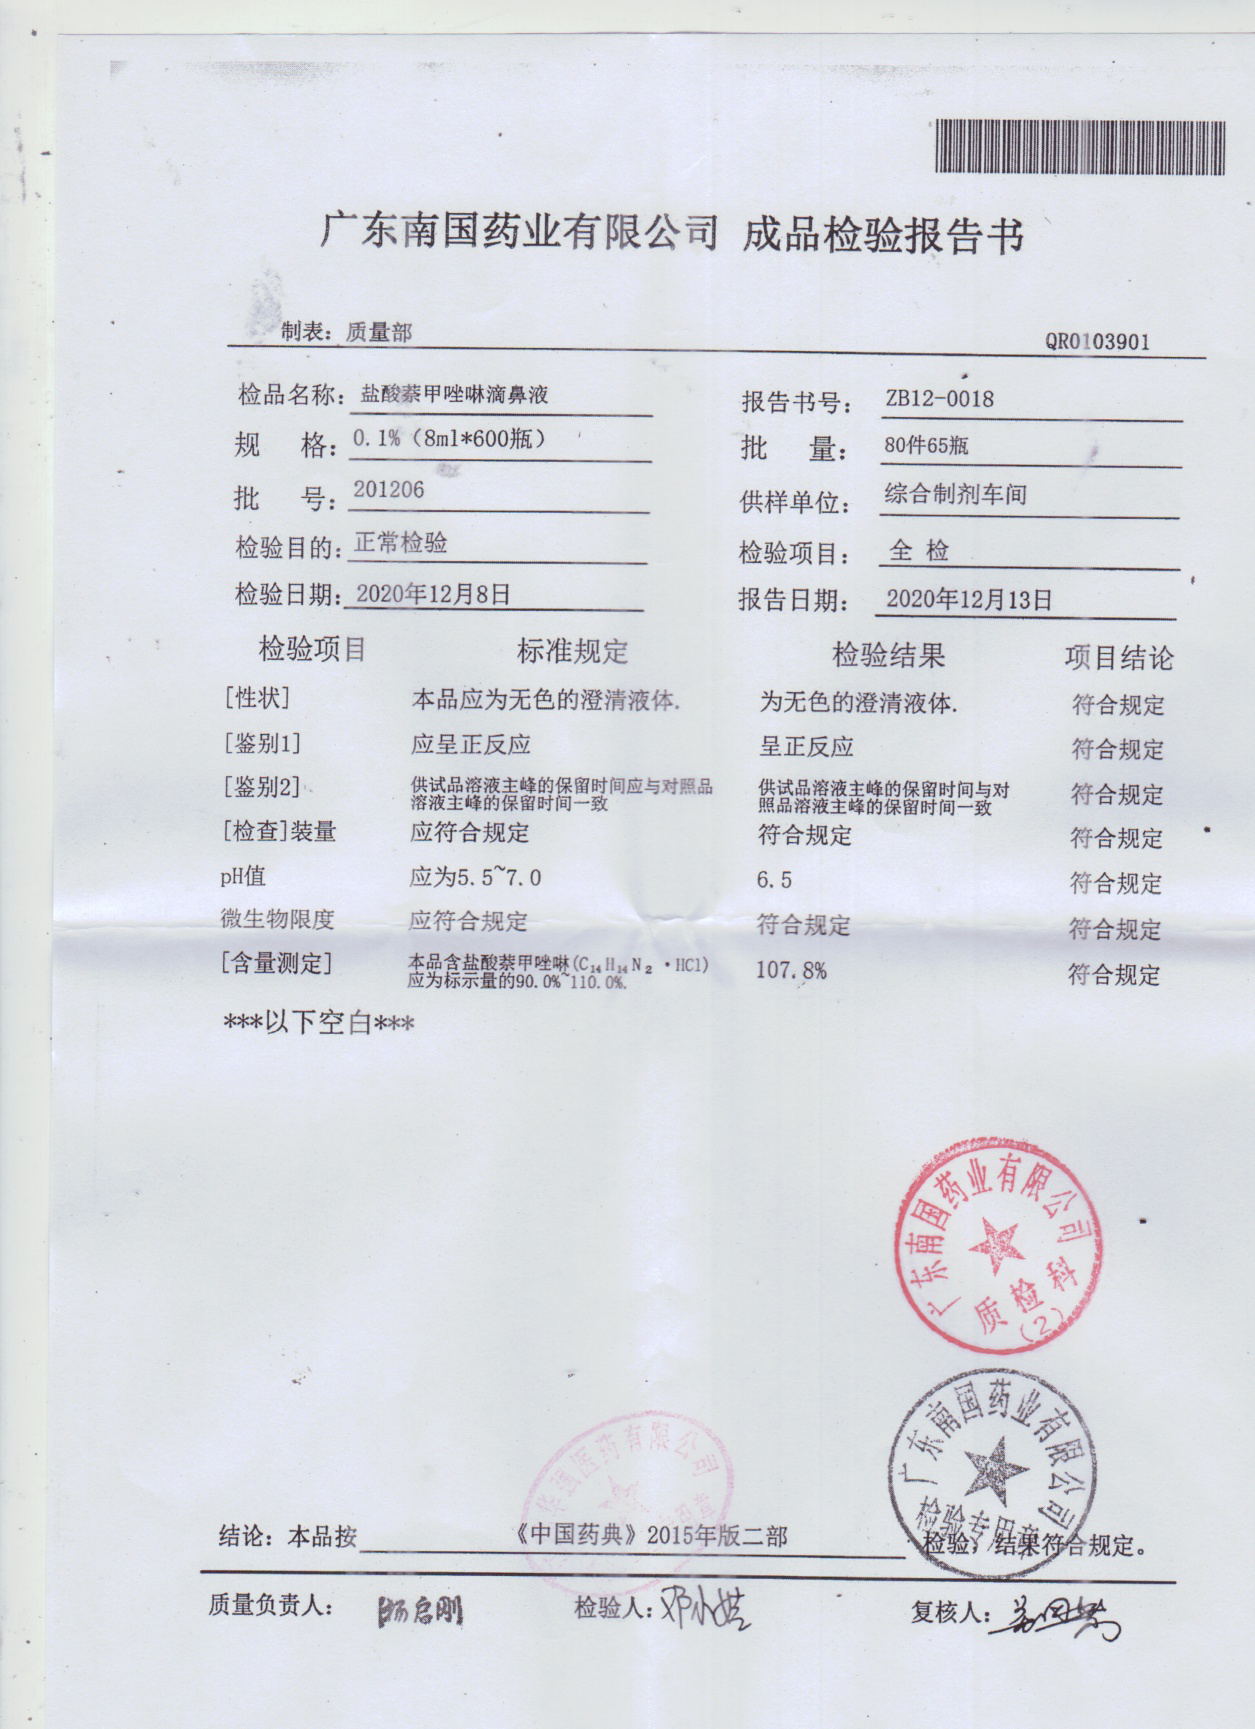 广东南国药业有限公司 成品检验报告书
制表：质量部 QR0103901
检品名称：盐酸萘甲唑啉滴鼻液 报告书号：ZB12-0018
规 格：0.1%（8ml*600瓶） 批 量：80件65瓶
批 号：201206 供样单位：综合制剂车间
检验目的：正常检验 检验项目：全 检
检验日期：2020年12月8日 报告日期：2020年12月13日
检验项目 标准规定 检验结果 项目结论
[性状] 本品应为无色的澄清液体. 为无色的澄清液体. 符合规定
[鉴别1] 应呈正反应 呈正反应 符合规定
[鉴别2] 供试品溶液主峰的保留时间应与对照品 供试品溶液主峰的保留时间与对 符合规定
溶液主峰的保留时间一致 照品溶液主峰的保留时间一致
[检查]装量 应符合规定 符合规定 符合规定
pH值 应为5.5~7.0 6.5 符合规定
微生物限度 应符合规定 符合规定 符合规定
[含量测定] 本品含盐酸萘甲唑啉(C₁₄H₁₄N₂·HCl) 107.8% 符合规定
应为标示量的90.0%~110.0%.
***以下空白***
广东南国药业有限公司
质检科
(2)
广东南国药业有限公司
检验专用章
医药有限公司
结论：本品按 《中国药典》2015年版二部 检验，结果符合规定。
质量负责人： 检验人：邓小 复核人：